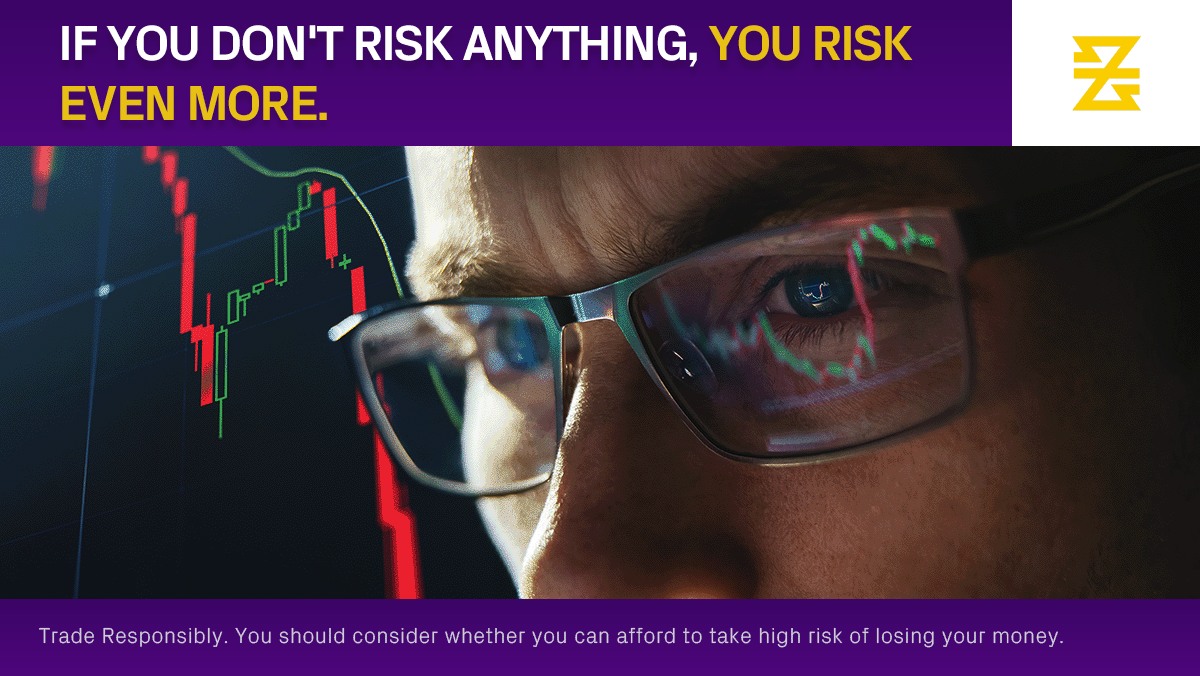 IF YOU DON'T RISK ANYTHING, YOU RISK
EVEN MORE.
Trade Responsibly. You should consider whether you can afford to take high risk of losing your money.